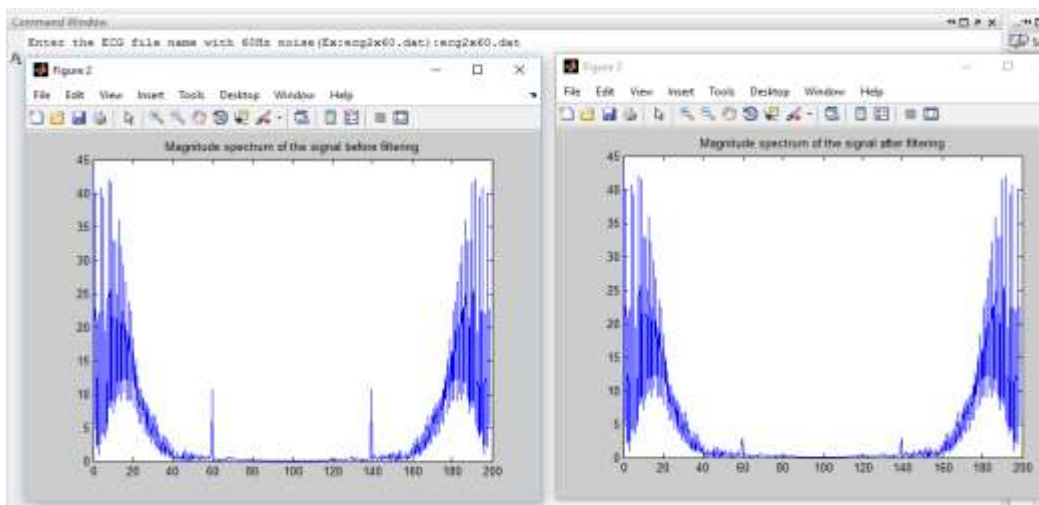 Command Window
Enter the ECG file name with 60Hz noise(Ex:ecg2x60.dat):ecg2x60.dat
Figure 2
File Edit View Insert Tools Desktop Window Help
Magnitude spectrum of the signal before filtering
45
40
35
30
25
20
15
10
5
0
0 20 40 60 80 100 120 140 160 180 200
Figure 2
File Edit View Insert Tools Desktop Window Help
Magnitude spectrum of the signal after filtering
45
40
35
30
25
20
15
10
5
0
0 20 40 60 80 100 120 140 160 180 200